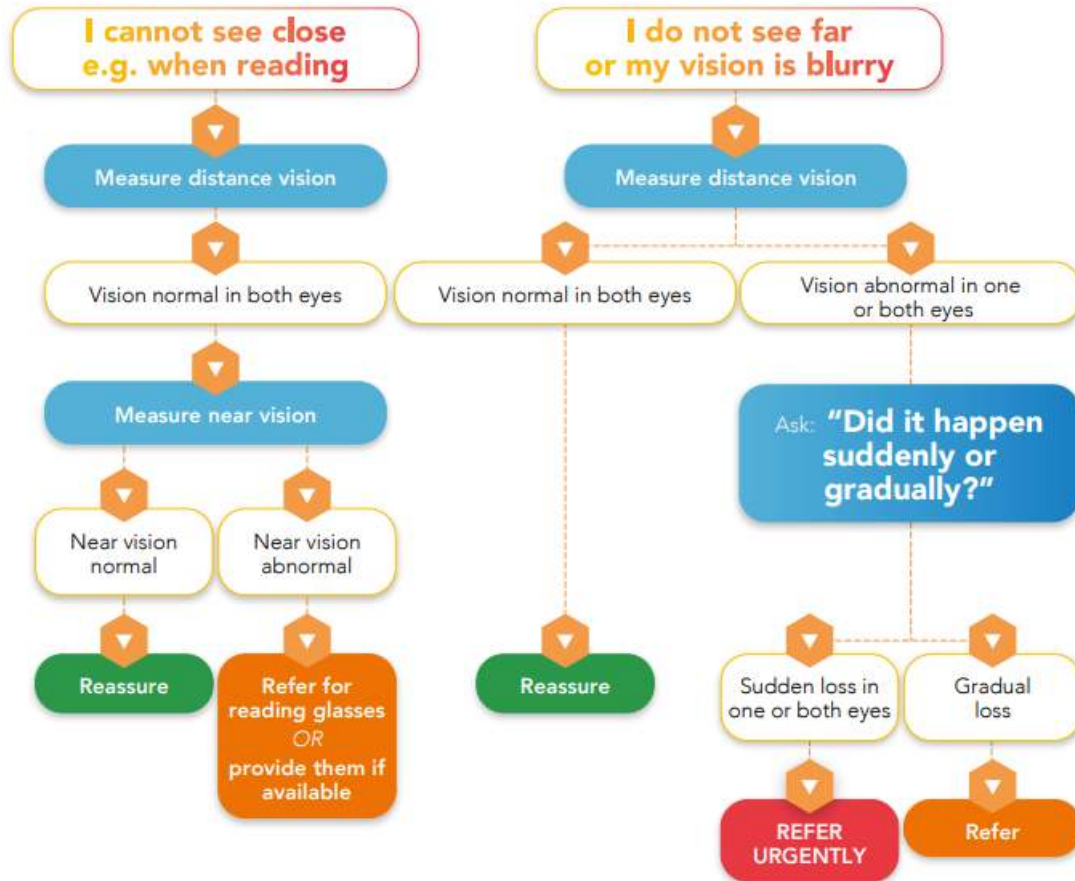 I cannot see close
e.g. when reading
Measure distance vision
Vision normal in both eyes
Measure near vision
Near vision
normal
Near vision
abnormal
Reassure
Refer for
reading glasses
OR
provide them if
available
I do not see far
or my vision is blurry
Measure distance vision
Vision normal in both eyes
Vision abnormal in one
or both eyes
Ask: "Did it happen
suddenly or
gradually?"
Reassure
Sudden loss in
one or both eyes
Gradual
loss
REFER
URGENTLY
Refer